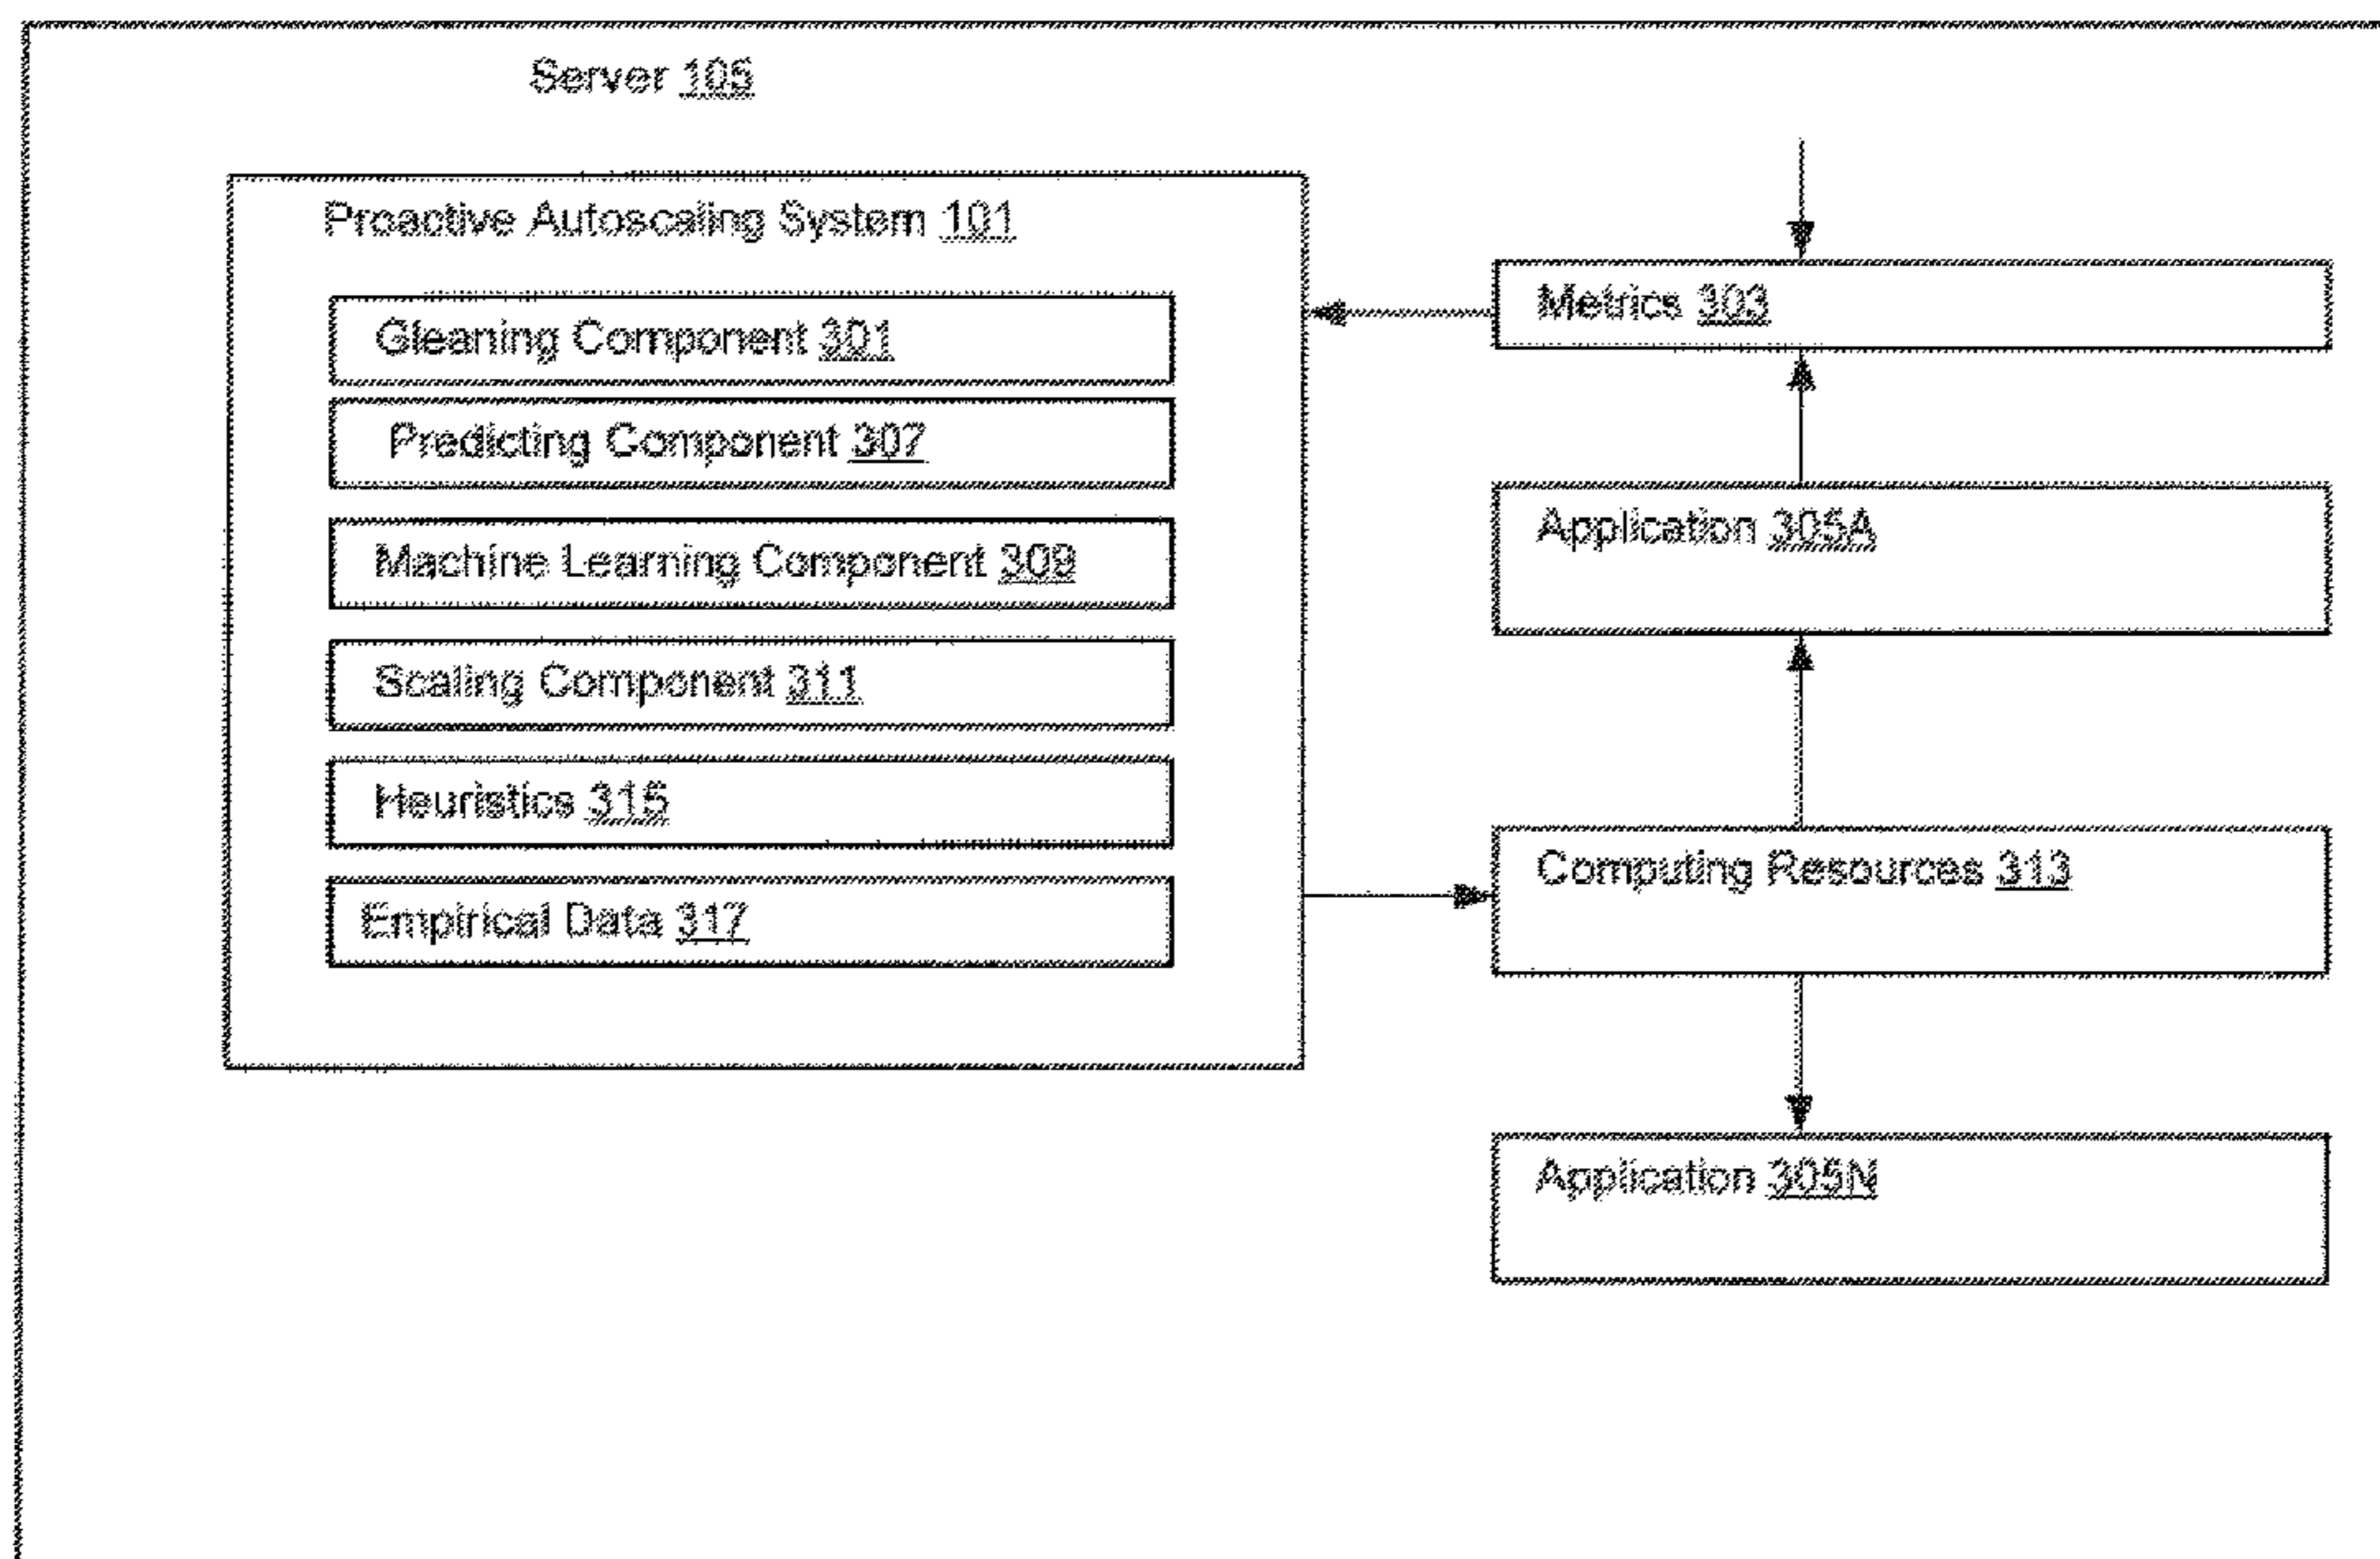 Server 105
Proactive Autoscaling System 101
Gleaning Component 301
Predicting Component 307
Machine Learning Component 309
Scaling Component 311
Heuristics 315
Empirical Data 317
Metrics 303
Application 305A
Computing Resources 313
Application 305N